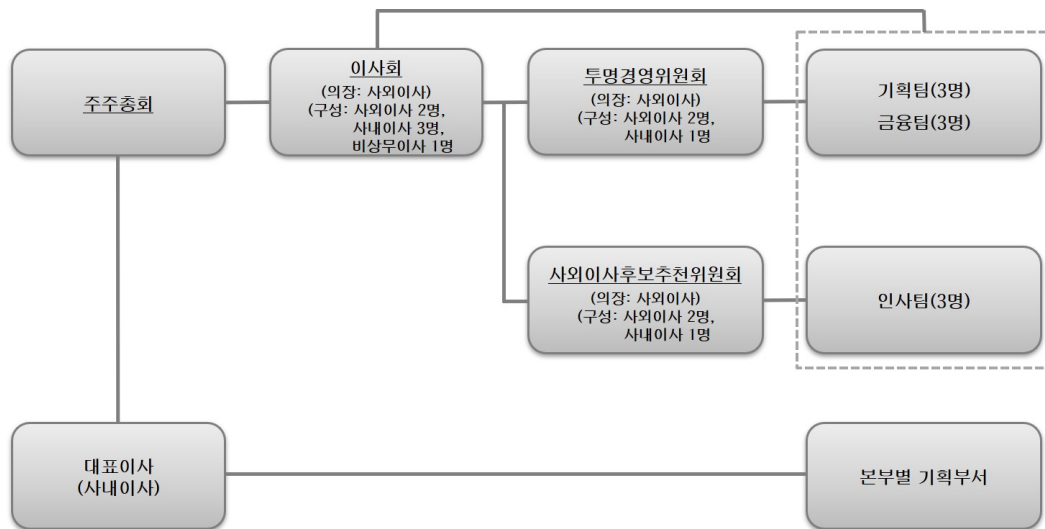 주주총회
이사회
(의장: 사외이사)
(구성: 사외이사 2명,
사내이사 3명,
비상무이사 1명
투명경영위원회
(의장: 사외이사)
(구성: 사외이사 2명,
사내이사 1명
기획팀(3명)
금융팀(3명)
사외이사후보추천위원회
(의장: 사외이사)
(구성: 사외이사 2명,
사내이사 1명
인사팀(3명)
대표이사
(사내이사)
본부별 기획부서